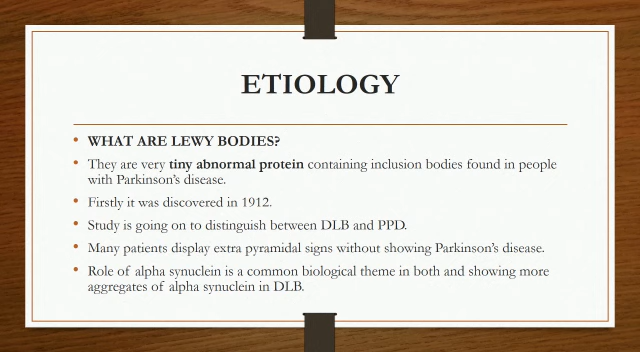 ETIOLOGY
• WHAT ARE LEWY BODIES?
• They are very tiny abnormal protein containing inclusion bodies found in people
with Parkinson's disease.
• Firstly it was discovered in 1912.
• Study is going on to distinguish between DLB and PPD.
• Many patients display extra pyramidal signs without showing Parkinson's disease.
• Role of alpha synuclein is a common biological theme in both and showing more
aggregates of alpha synuclein in DLB.